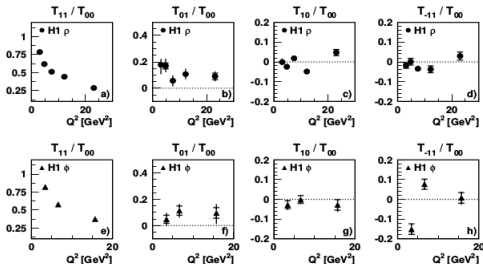 T11 / T00
T01 / T00
T10 / T00
T-11 / T00
1
0.75
0.5
0.25
H1 ρ
a)
0 10 20
Q² [GeV²]
0.4
0.2
0
H1 ρ
b)
0 10 20
Q² [GeV²]
0.2
0.1
0
-0.1
-0.2
H1 ρ
c)
0 10 20
Q² [GeV²]
0.2
0.1
0
-0.1
-0.2
H1 ρ
d)
0 10 20
Q² [GeV²]
T11 / T00
T01 / T00
T10 / T00
T-11 / T00
1
0.75
0.5
0.25
H1 ϕ
e)
0 10 20
Q² [GeV²]
0.4
0.2
0
H1 ϕ
f)
0 10 20
Q² [GeV²]
0.2
0.1
0
-0.1
-0.2
H1 ϕ
g)
0 10 20
Q² [GeV²]
0.2
0.1
0
-0.1
-0.2
H1 ϕ
h)
0 10 20
Q² [GeV²]